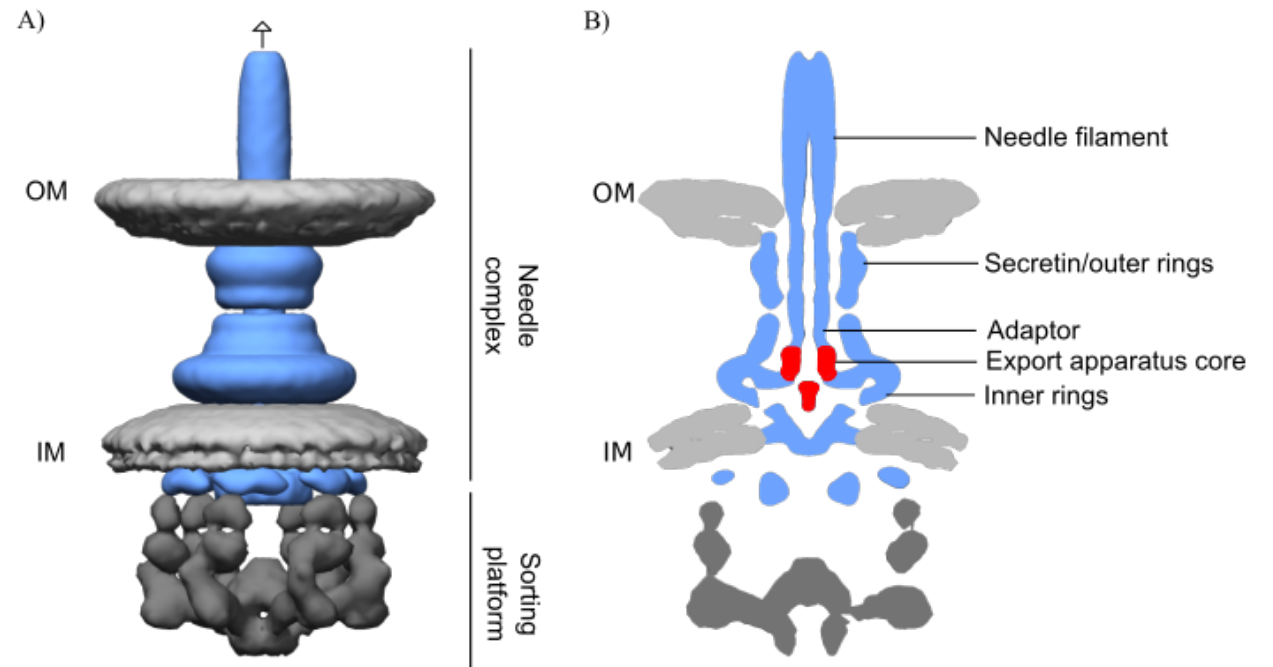 A)
OM
IM
Needle
complex
Sorting
platform
B)
OM
IM
Needle filament
Secretin/outer rings
Adaptor
Export apparatus core
Inner rings